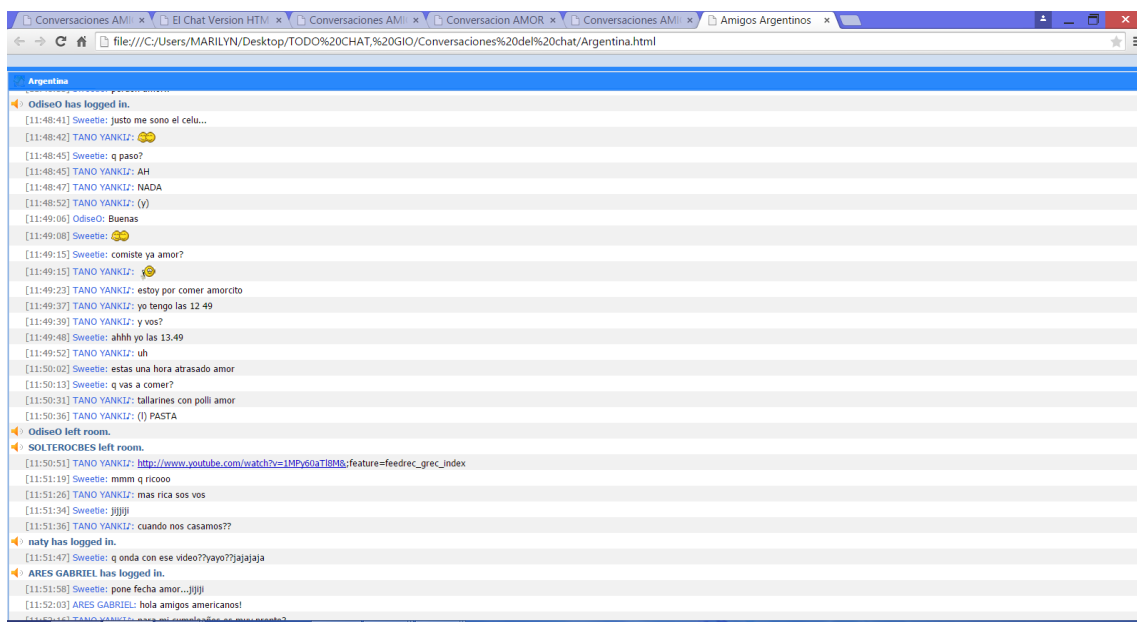 Conversaciones AMI
El Chat Version HTM
Conversaciones AMI
Conversacion AMOR
Conversaciones AMI
Amigos Argentinos
file:///C:/Users/MARILYN/Desktop/TODO%20CHAT,%20GIO/Conversaciones%20del%20chat/Argentina.html
Argentina
OdiseO has logged in.
[11:48:41] Sweetie: justo me sono el celu...
[11:48:42] TANO YANKI♪:
[11:48:45] Sweetie: q paso?
[11:48:45] TANO YANKI♪: AH
[11:48:47] TANO YANKI♪: NADA
[11:48:52] TANO YANKI♪: (y)
[11:49:06] OdiseO: Buenas
[11:49:08] Sweetie:
[11:49:15] Sweetie: comiste ya amor?
[11:49:15] TANO YANKI♪:
[11:49:23] TANO YANKI♪: estoy por comer amorcito
[11:49:37] TANO YANKI♪: yo tengo las 12 49
[11:49:39] TANO YANKI♪: y vos?
[11:49:48] Sweetie: ahhh yo las 13.49
[11:49:52] TANO YANKI♪: uh
[11:50:02] Sweetie: estas una hora atrasado amor
[11:50:13] Sweetie: q vas a comer?
[11:50:31] TANO YANKI♪: tallarines con polli amor
[11:50:36] TANO YANKI♪: (l) PASTA
OdiseO left room.
SOLTEROCBES left room.
[11:50:51] TANO YANKI♪: http://www.youtube.com/watch?v=1MPy60aTl8M&;feature=feedrec_grec_index
[11:51:19] Sweetie: mmm q ricooo
[11:51:26] TANO YANKI♪: mas rica sos vos
[11:51:34] Sweetie: jijjiji
[11:51:36] TANO YANKI♪: cuando nos casamos??
naty has logged in.
[11:51:47] Sweetie: q onda con ese video??yayo??jajajaja
ARES GABRIEL has logged in.
[11:51:58] Sweetie: pone fecha amor...jijiji
[11:52:03] ARES GABRIEL: hola amigos americanos!